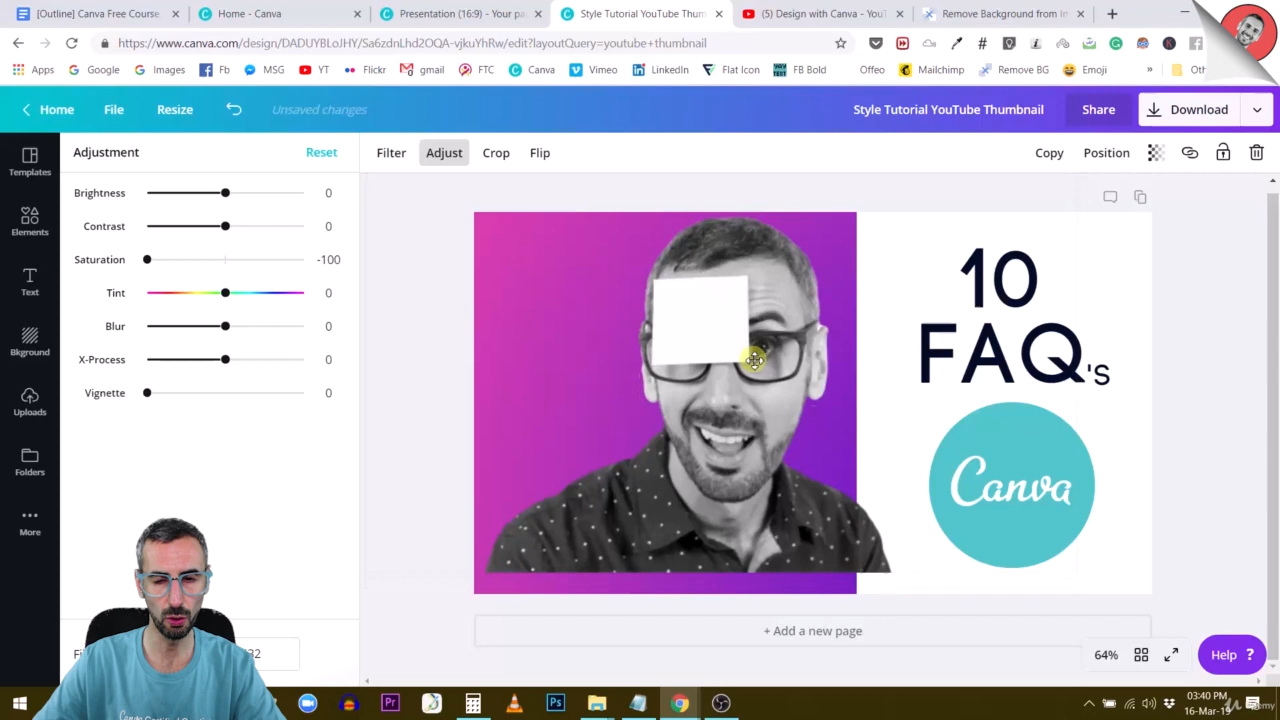 [Outline] Canva Free Course
Home - Canva
Presentation (16:9) - Your pa
Style Tutorial YouTube Thum
(5) Design with Canva - YouT
Remove Background from Im
https://www.canva.com/design/DADUYBLoJHY/Sa6zdnLhd2OQA-vjkuYhRw/edit?layoutQuery=youtube+thumbnail
Apps Google Images Fb MSG YT Flickr gmail FTC Canva Vimeo LinkedIn Flat Icon FB Bold Offeo Mailchimp Remove BG Emoji » Oth
Home File Resize Unsaved changes Style Tutorial YouTube Thumbnail Share Download
Adjustment Reset
Filter Adjust Crop Flip Copy Position
Templates
Elements
Text
Bkground
Uploads
Folders
More
Brightness 0
Contrast 0
Saturation -100
Tint 0
Blur 0
X-Process 0
Vignette 0
10
FAQ's
Canva
+ Add a new page
64%
Help ?
03:40 PM
16-Mar-19